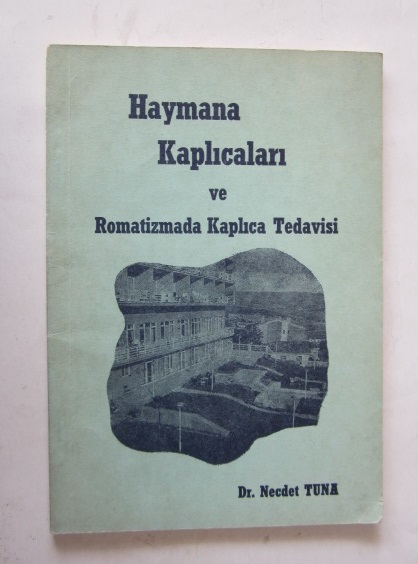 Haymana
Kaplıcaları
ve
Romatizmada Kaplıca Tedavisi
Dr. Necdet TUNA